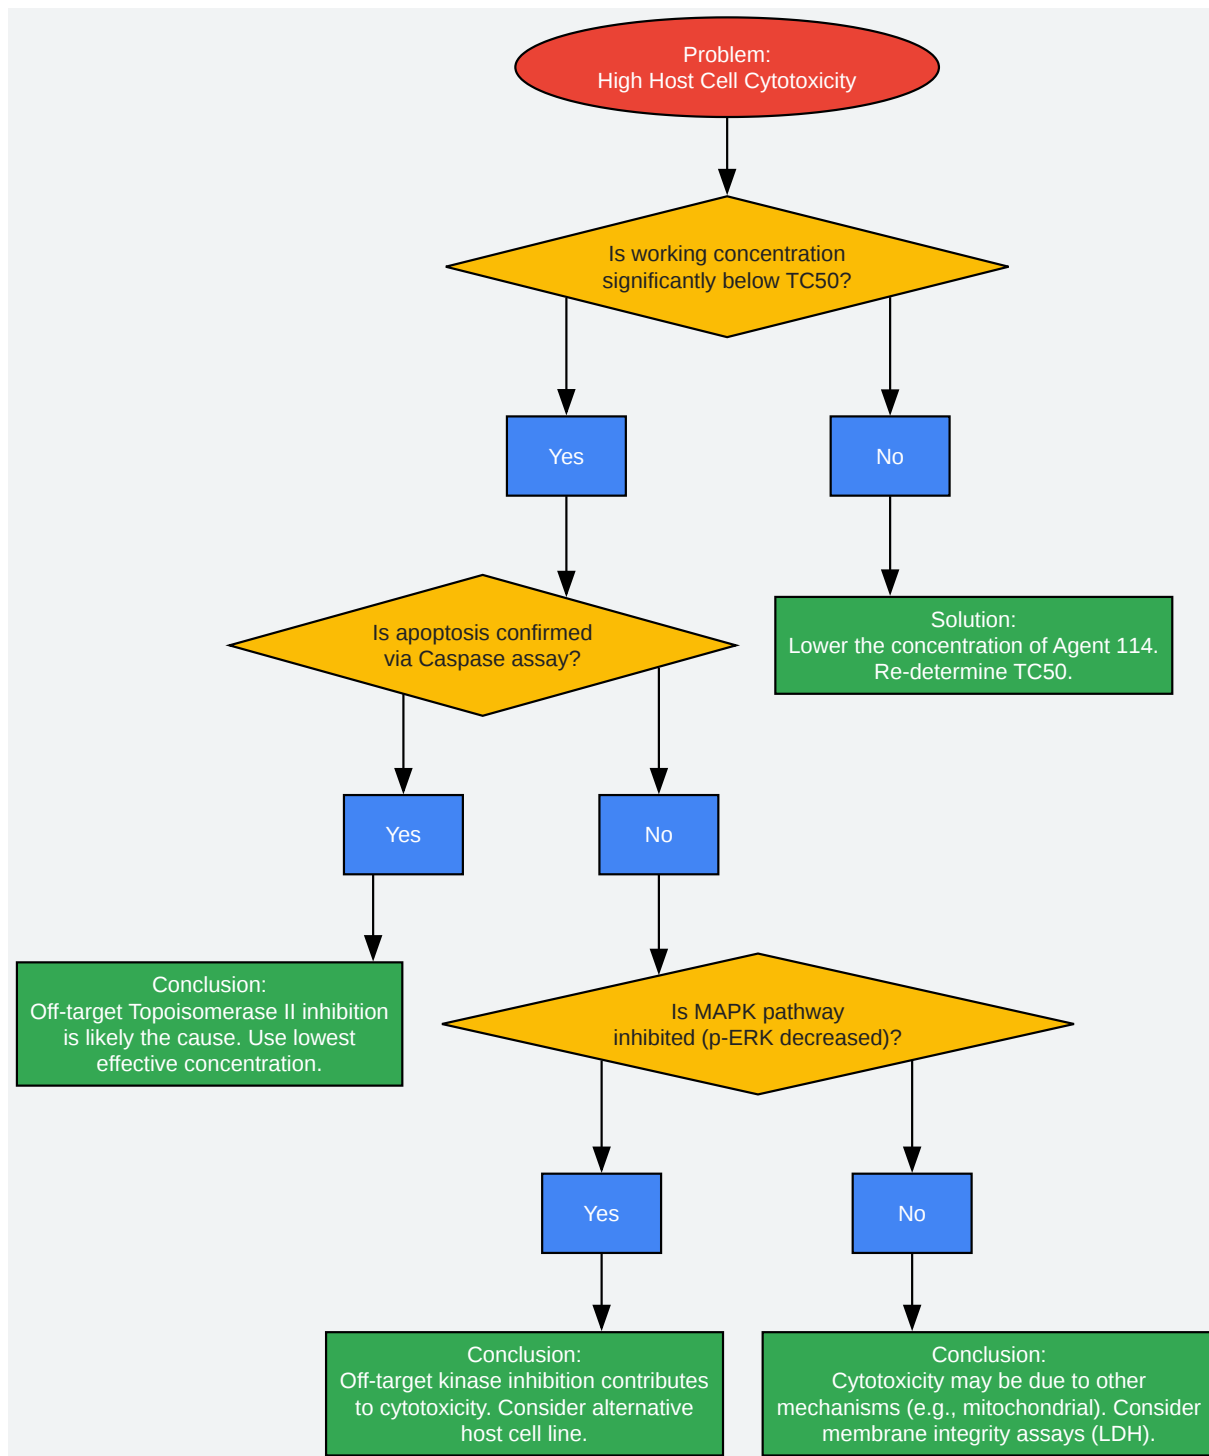 Problem:
High Host Cell Cytotoxicity
Is working concentration
significantly below TC50?
Yes
No
Is apoptosis confirmed
via Caspase assay?
Solution:
Lower the concentration of Agent 114.
Re-determine TC50.
Yes
No
Conclusion:
Off-target Topoisomerase II inhibition
is likely the cause. Use lowest
effective concentration.
Is MAPK pathway
inhibited (p-ERK decreased)?
Yes
No
Conclusion:
Off-target kinase inhibition contributes
to cytotoxicity. Consider alternative
host cell line.
Conclusion:
Cytotoxicity may be due to other
mechanisms (e.g., mitochondrial). Consider
membrane integrity assays (LDH).